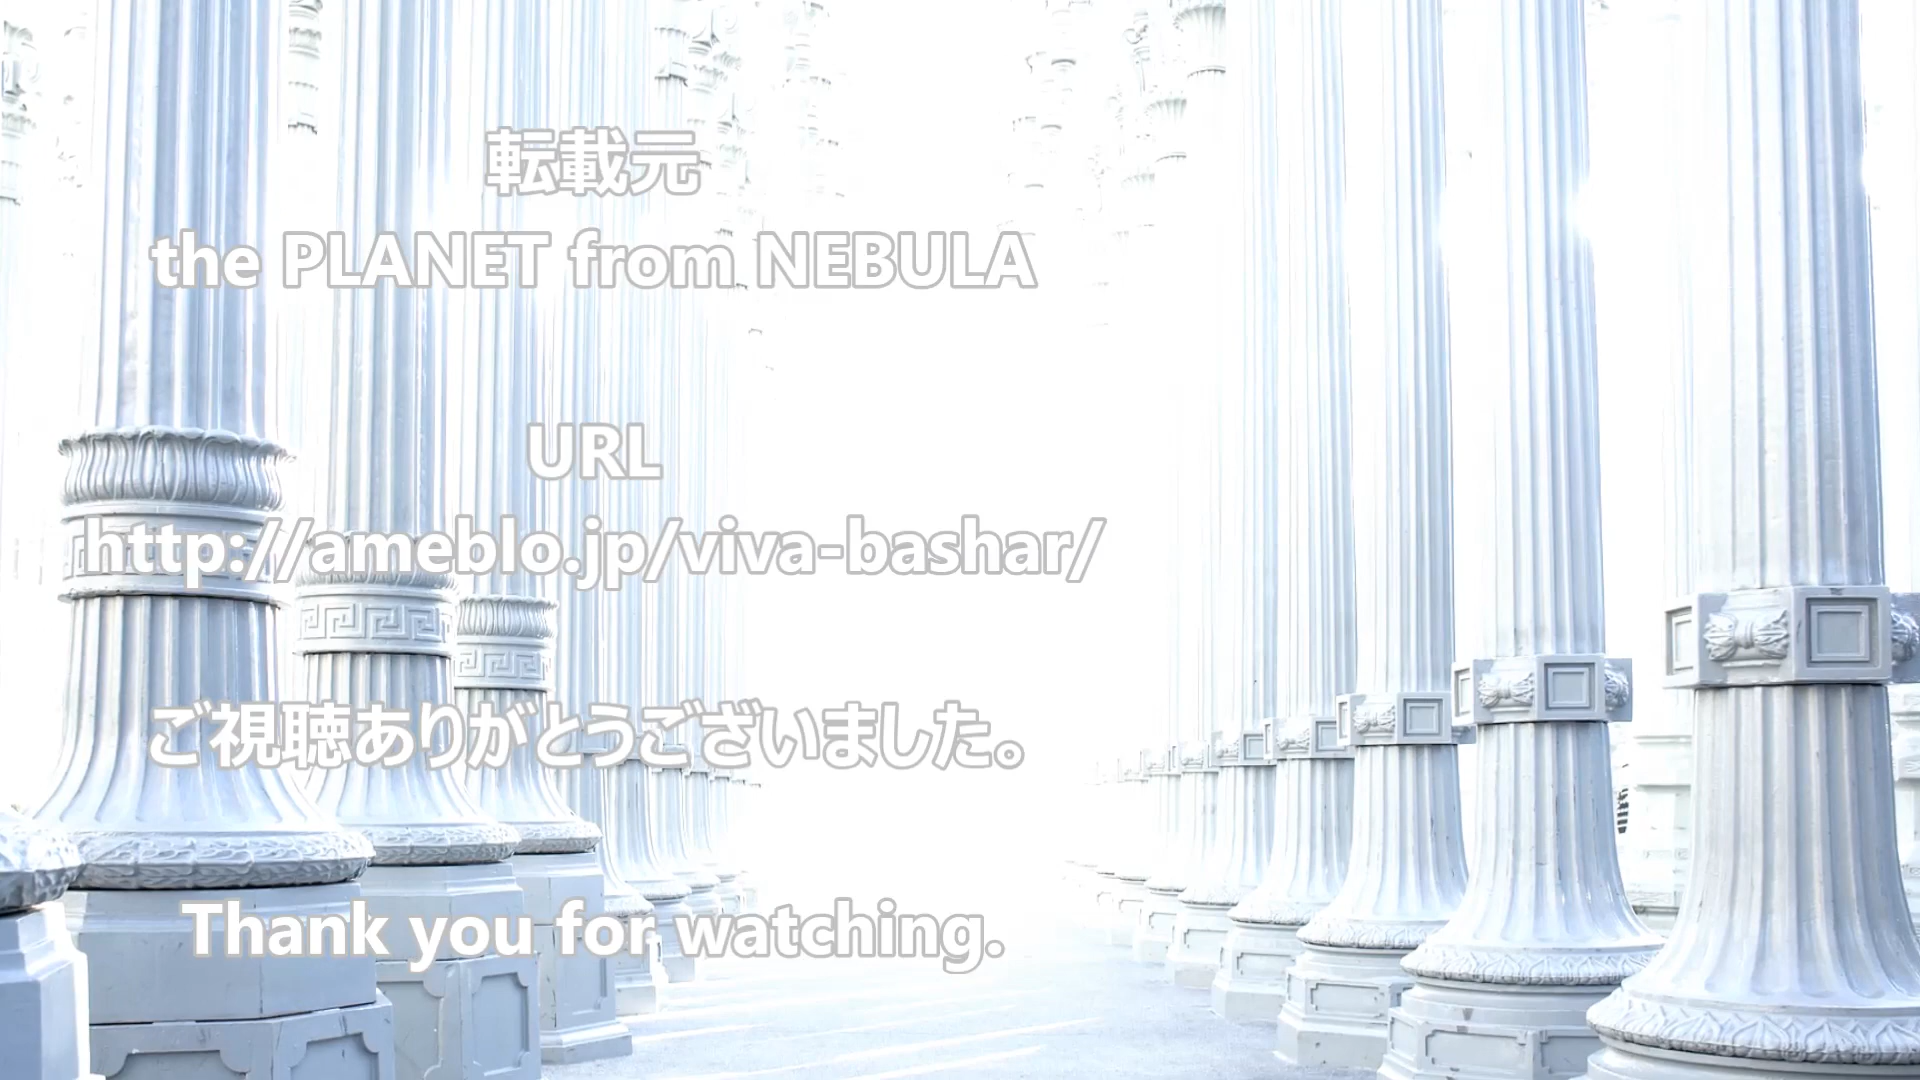 転載元
the PLANET from NEBULA
URL
http://ameblo.jp/viva-bashar/
ご視聴ありがとうございました。
Thank you for watching.